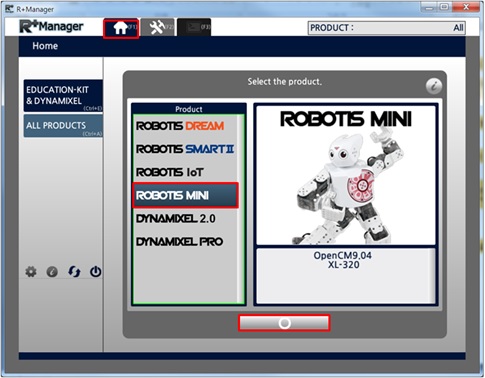 R+Manager
R+Manager
(F1)
(F2)
(F3)
PRODUCT : All
Home
Select the product.
EDUCATION-KIT
& DYNAMIXEL
(Ctrl+E)
ALL PRODUCTS
(Ctrl+A)
Product
ROBOTIS DREAM
ROBOTIS SMART II
ROBOTIS IoT
ROBOTIS MINI
DYNAMIXEL 2.0
DYNAMIXEL PRO
ROBOTIS MINI
OpenCM9.04
XL-320